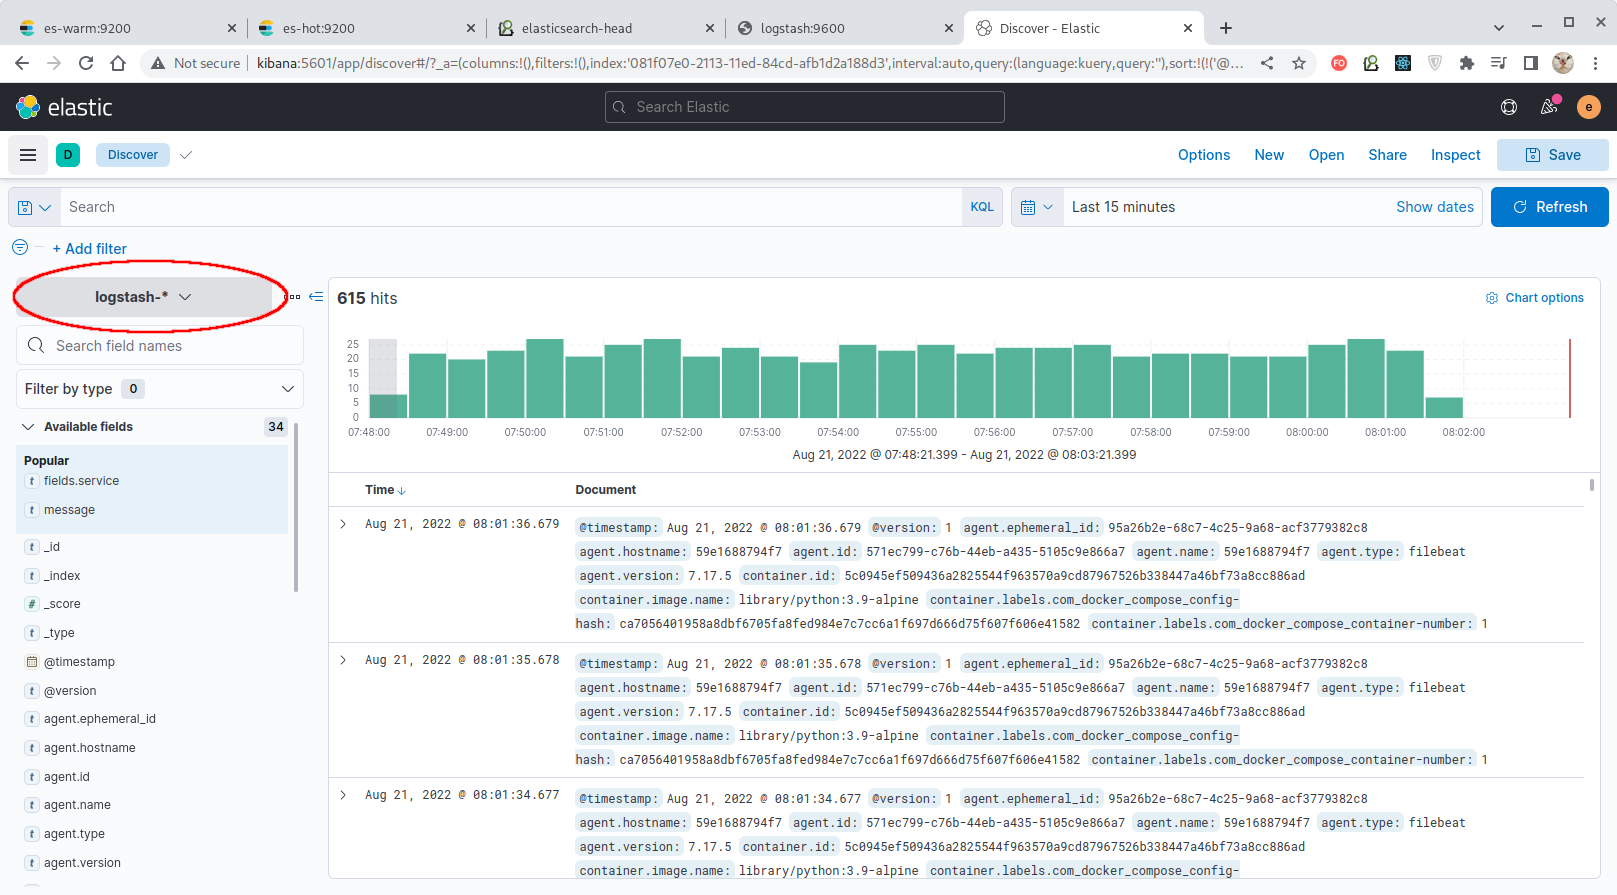 es-warm:9200
es-hot:9200
elasticsearch-head
logstash:9600
Discover - Elastic
Not secure
kibana:5601/app/discover#/?_a=(columns:!(),filters:!(),index:'081f07e0-2113-11ed-84cd-afb1d2a188d3',interval:auto,query:(language:kuery,query:''),sort:!(!('@...
FO
elastic
Search Elastic
e
D
Discover
Options
New
Open
Share
Inspect
Save
Search
KQL
Last 15 minutes
Show dates
Refresh
+ Add filter
logstash-*
Search field names
Filter by type 0
Available fields 34
Popular
t fields.service
t message
t _id
t _index
# _score
t _type
@timestamp
t @version
t agent.ephemeral_id
t agent.hostname
t agent.id
t agent.name
t agent.type
t agent.version
615 hits
Chart options
25
20
15
10
5
0
07:48:00 07:49:00 07:50:00 07:51:00 07:52:00 07:53:00 07:54:00 07:55:00 07:56:00 07:57:00 07:58:00 07:59:00 08:00:00 08:01:00 08:02:00
Aug 21, 2022 @ 07:48:21.399 - Aug 21, 2022 @ 08:03:21.399
Time Document
Aug 21, 2022 @ 08:01:36.679 @timestamp: Aug 21, 2022 @ 08:01:36.679 @version: 1 agent.ephemeral_id: 95a26b2e-68c7-4c25-9a68-acf3779382c8
agent.hostname: 59e1688794f7 agent.id: 571ec799-c76b-44eb-a435-5105c9e866a7 agent.name: 59e1688794f7 agent.type: filebeat
agent.version: 7.17.5 container.id: 5c0945ef509436a2825544f963570a9cd87967526b338447a46bf73a8cc886ad
container.image.name: library/python:3.9-alpine container.labels.com_docker_compose_config-
hash: ca7056401958a8dbf6705fa8fed984e7c7cc6a1f697d666d75f607f606e41582 container.labels.com_docker_compose_container-number: 1
Aug 21, 2022 @ 08:01:35.678 @timestamp: Aug 21, 2022 @ 08:01:35.678 @version: 1 agent.ephemeral_id: 95a26b2e-68c7-4c25-9a68-acf3779382c8
agent.hostname: 59e1688794f7 agent.id: 571ec799-c76b-44eb-a435-5105c9e866a7 agent.name: 59e1688794f7 agent.type: filebeat
agent.version: 7.17.5 container.id: 5c0945ef509436a2825544f963570a9cd87967526b338447a46bf73a8cc886ad
container.image.name: library/python:3.9-alpine container.labels.com_docker_compose_config-
hash: ca7056401958a8dbf6705fa8fed984e7c7cc6a1f697d666d75f607f606e41582 container.labels.com_docker_compose_container-number: 1
Aug 21, 2022 @ 08:01:34.677 @timestamp: Aug 21, 2022 @ 08:01:34.677 @version: 1 agent.ephemeral_id: 95a26b2e-68c7-4c25-9a68-acf3779382c8
agent.hostname: 59e1688794f7 agent.id: 571ec799-c76b-44eb-a435-5105c9e866a7 agent.name: 59e1688794f7 agent.type: filebeat
agent.version: 7.17.5 container.id: 5c0945ef509436a2825544f963570a9cd87967526b338447a46bf73a8cc886ad
container.image.name: library/python:3.9-alpine container.labels.com_docker_compose_config-